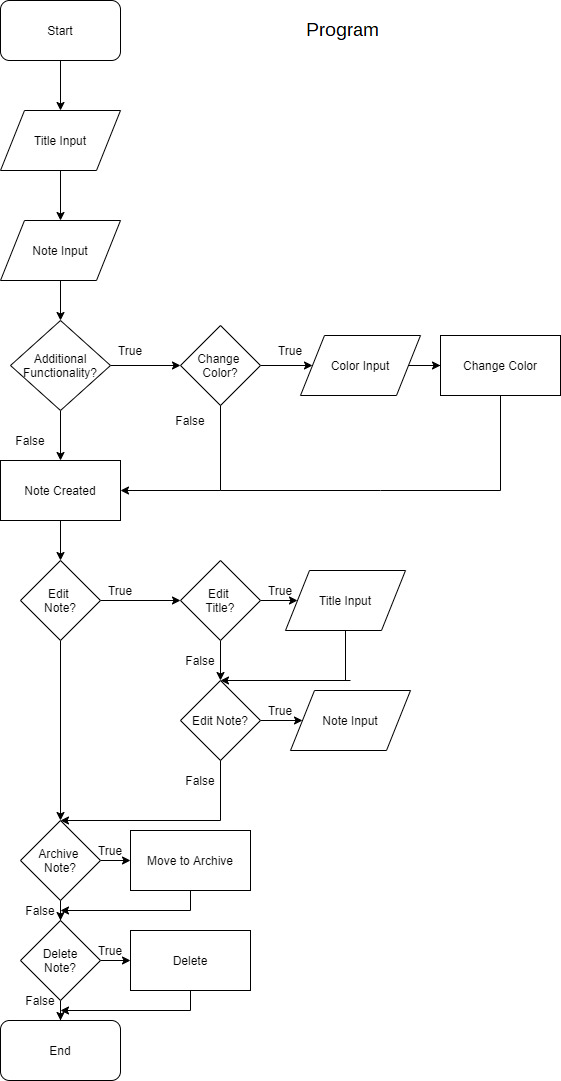 Start
Program
Title Input
Note Input
Additional
Functionality?
True
Change
Color?
True
Color Input
Change Color
False
False
Note Created
Edit
Note?
True
Edit
Title?
True
Title Input
False
Edit Note?
True
Note Input
False
Archive
Note?
True
Move to Archive
False
Delete
Note?
True
Delete
False
End